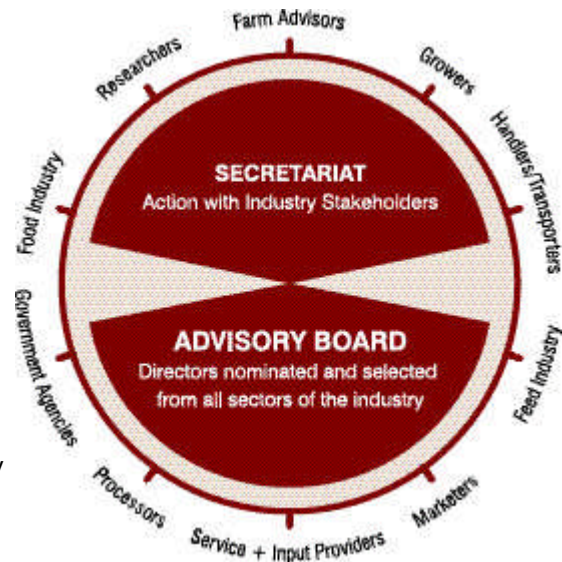 Farm Advisors
Growers
Handlers/Transporters
Feed Industry
Marketers
Service + Input Providers
Processors
Government Agencies
Food Industry
Researchers
SECRETARIAT
Action with Industry Stakeholders
ADVISORY BOARD
Directors nominated and selected
from all sectors of the industry